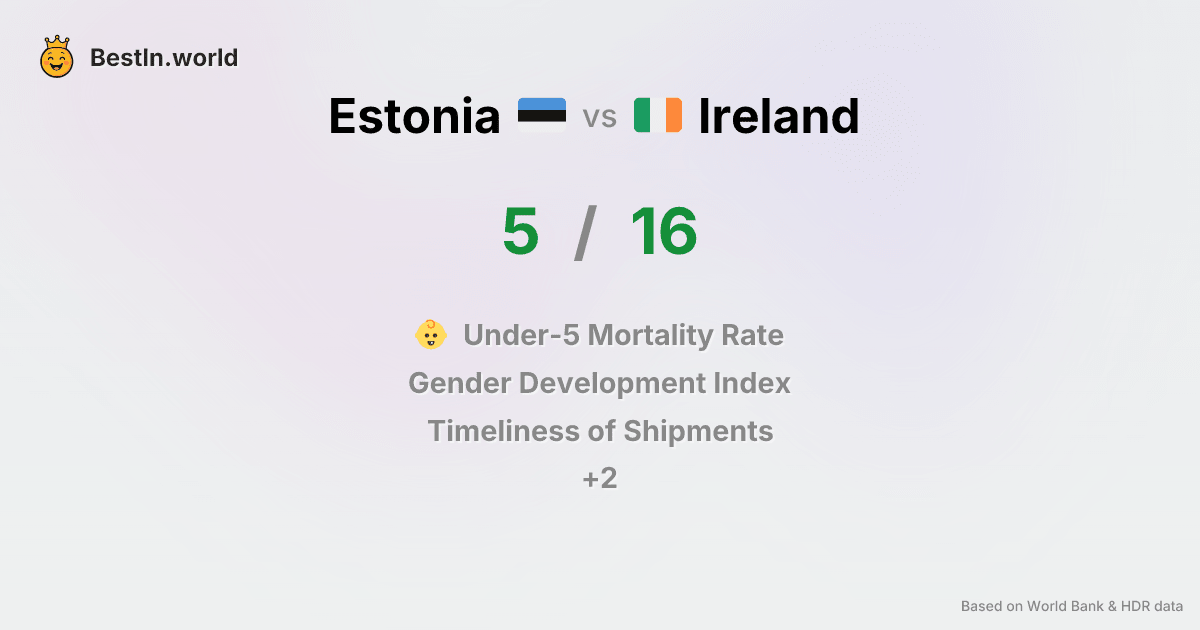 BestIn.world
Estonia vs Ireland
5 / 16
Under-5 Mortality Rate
Gender Development Index
Timeliness of Shipments
+2
Based on World Bank & HDR data